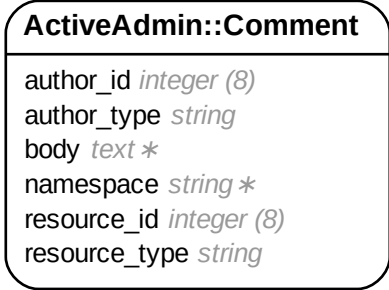 ActiveAdmin::Comment
author_id integer (8)
author_type string
body text ∗
namespace string ∗
resource_id integer (8)
resource_type string